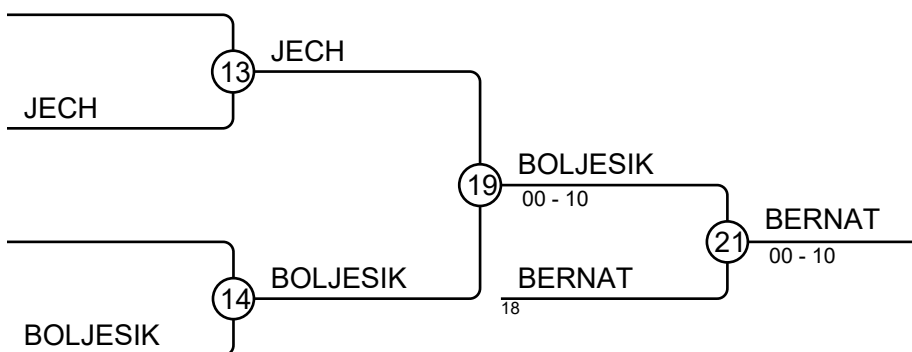 JECH
13
JECH
BOLJESIK
19
00 - 10
BERNAT
21
00 - 10
BOLJESIK
14
BERNAT
18
BOLJESIK